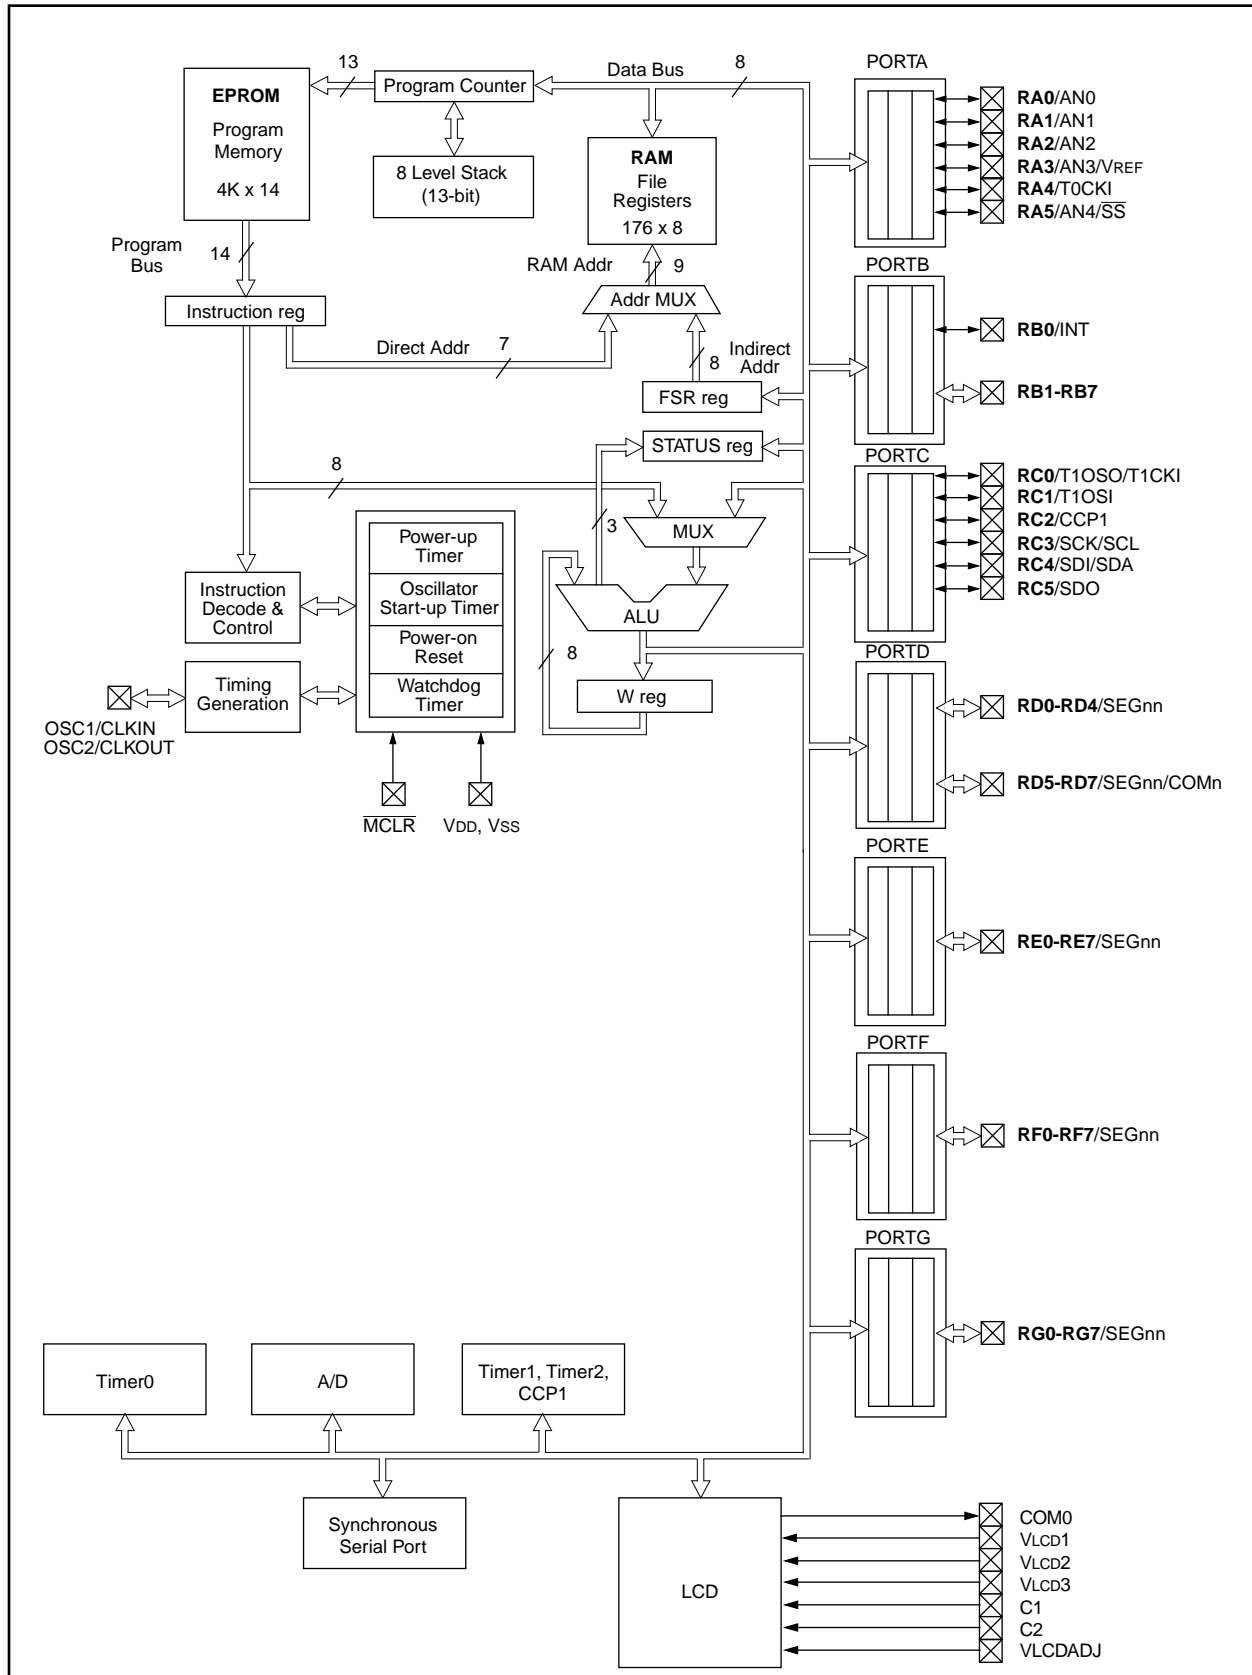 EPROM
Program
Memory
4K x 14
13
Program Counter
8 Level Stack
(13-bit)
Data Bus
8
RAM
File
Registers
176 x 8
Program
Bus
14
RAM Addr
9
Addr MUX
Instruction reg
Direct Addr
7
8
Indirect
Addr
FSR reg
STATUS reg
8
3
MUX
ALU
8
W reg
Power-up
Timer
Oscillator
Start-up Timer
Power-on
Reset
Watchdog
Timer
Instruction
Decode &
Control
Timing
Generation
OSC1/CLKIN
OSC2/CLKOUT
MCLR
VDD, VSS
PORTA
RA0/AN0
RA1/AN1
RA2/AN2
RA3/AN3/VREF
RA4/T0CKI
RA5/AN4/SS
PORTB
RB0/INT
RB1-RB7
PORTC
RC0/T1OSO/T1CKI
RC1/T1OSI
RC2/CCP1
RC3/SCK/SCL
RC4/SDI/SDA
RC5/SDO
PORTD
RD0-RD4/SEGnn
RD5-RD7/SEGnn/COMn
PORTE
RE0-RE7/SEGnn
PORTF
RF0-RF7/SEGnn
PORTG
RG0-RG7/SEGnn
Timer0
A/D
Timer1, Timer2,
CCP1
Synchronous
Serial Port
LCD
COM0
VLCD1
VLCD2
VLCD3
C1
C2
VLCDADJ